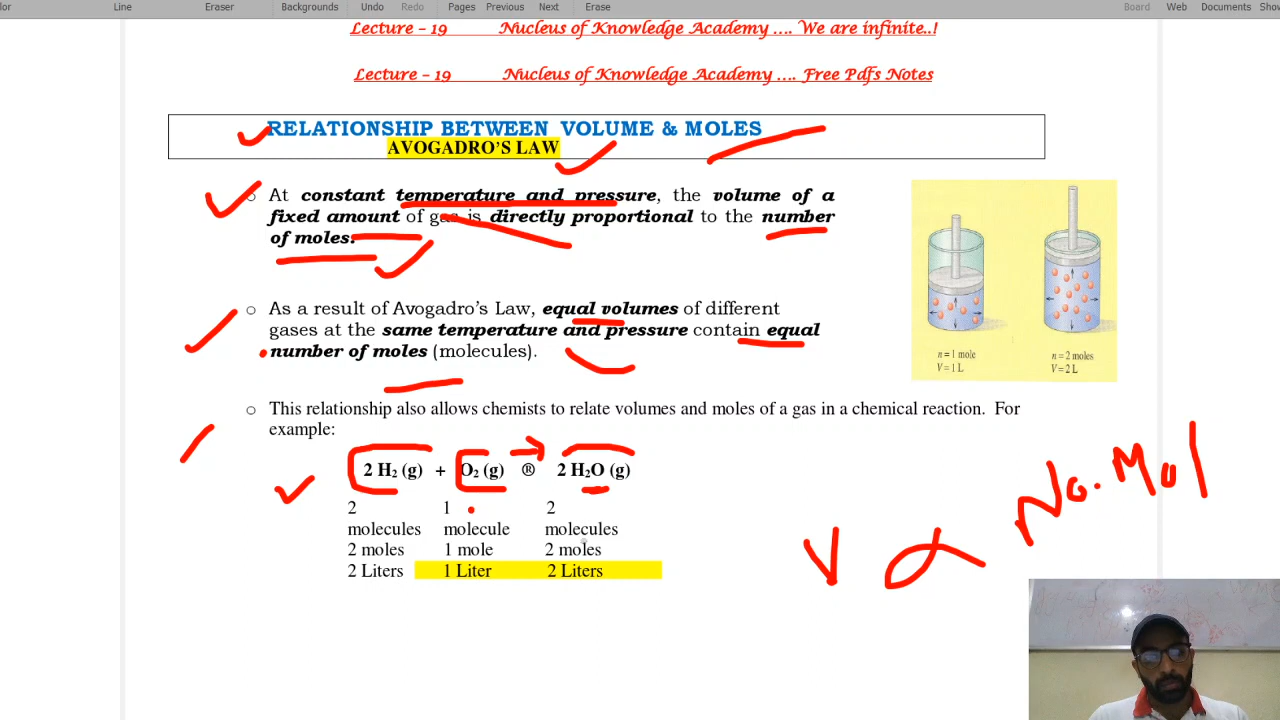 lor Line Eraser Backgrounds Undo Redo Pages Previous Next Erase Board Web Documents Show
Lecture – 19 Nucleus of Knowledge Academy .... We are infinite..!
Lecture – 19 Nucleus of Knowledge Academy .... Free Pdfs Notes
RELATIONSHIP BETWEEN VOLUME & MOLES
AVOGADRO'S LAW
o At constant temperature and pressure, the volume of a
fixed amount of gas is directly proportional to the number
of moles.
o As a result of Avogadro's Law, equal volumes of different
gases at the same temperature and pressure contain equal
number of moles (molecules).
n = 1 mole n = 2 moles
V = 1 L V = 2 L
o This relationship also allows chemists to relate volumes and moles of a gas in a chemical reaction. For
example:
2 H₂ (g) + O₂ (g) ® 2 H₂O (g)
2 1 2
molecules molecule molecules
2 moles 1 mole 2 moles
2 Liters 1 Liter 2 Liters
V ∝ No. Mol